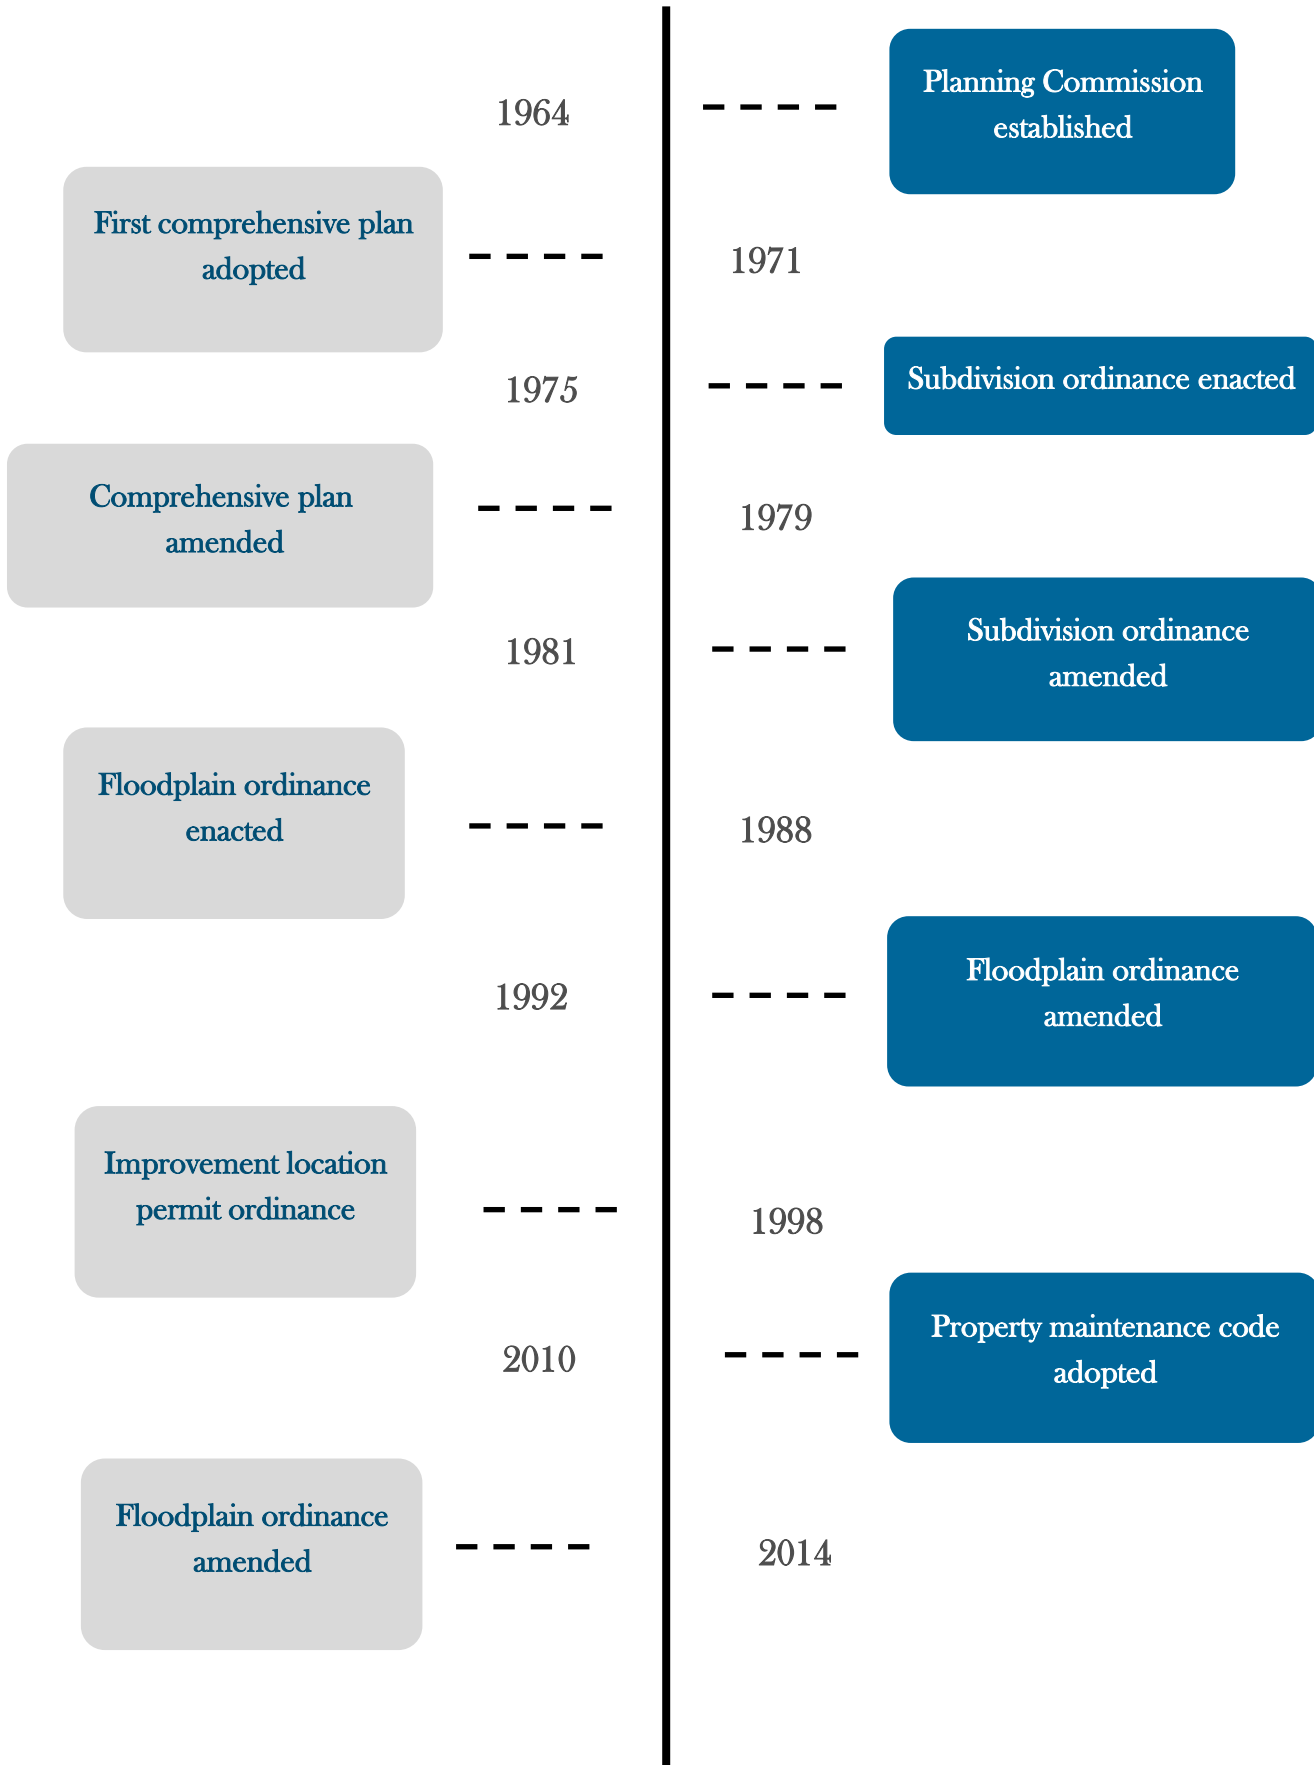 1964
Planning Commission
established
First comprehensive plan
adopted
1971
1975
Subdivision ordinance enacted
Comprehensive plan
amended
1979
1981
Subdivision ordinance
amended
Floodplain ordinance
enacted
1988
1992
Floodplain ordinance
amended
Improvement location
permit ordinance
1998
2010
Property maintenance code
adopted
Floodplain ordinance
amended
2014